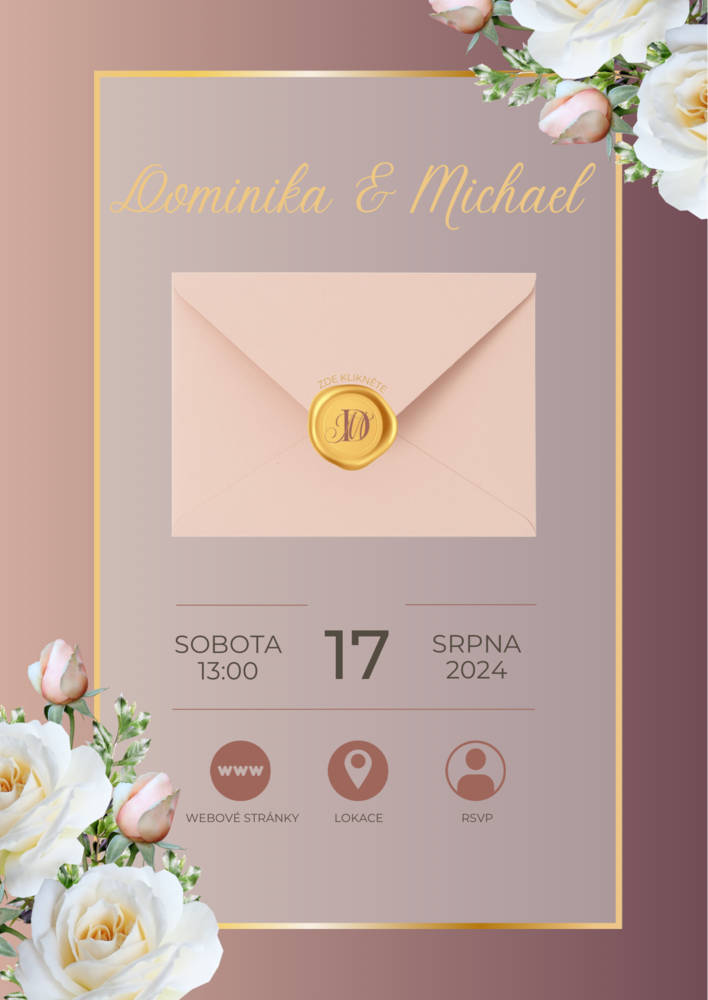 Dominika & Michael
ZDE KLIKNĚTE
SOBOTA
13:00
17
SRPNA
2024
www
WEBOVÉ STRÁNKY
LOKACE
RSVP